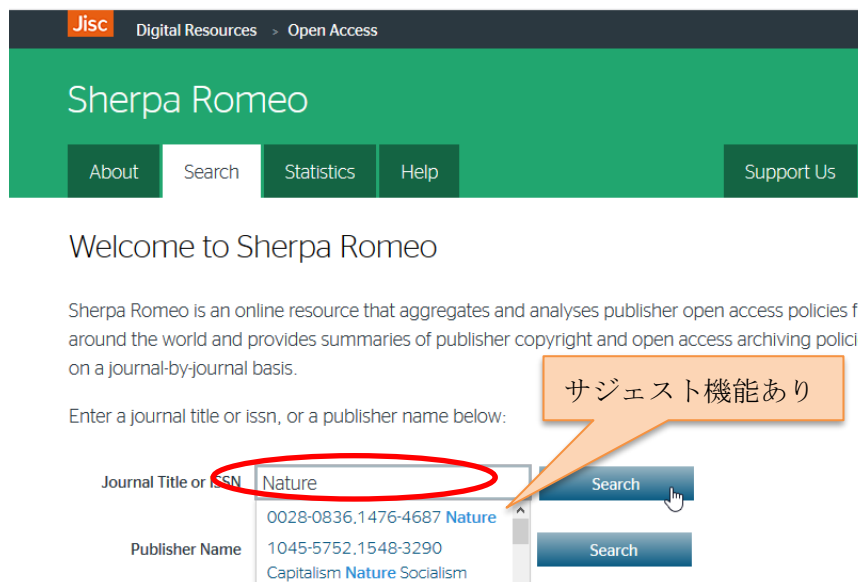 Jisc Digital Resources > Open Access
Sherpa Romeo
About Search Statistics Help Support Us
Welcome to Sherpa Romeo
Sherpa Romeo is an online resource that aggregates and analyses publisher open access policies f
around the world and provides summaries of publisher copyright and open access archiving polici
on a journal-by-journal basis.
サジェスト機能あり
Enter a journal title or issn, or a publisher name below:
Journal Title or ISSN Nature Search
0028-0836,1476-4687 Nature
Publisher Name 1045-5752,1548-3290 Search
Capitalism Nature Socialism